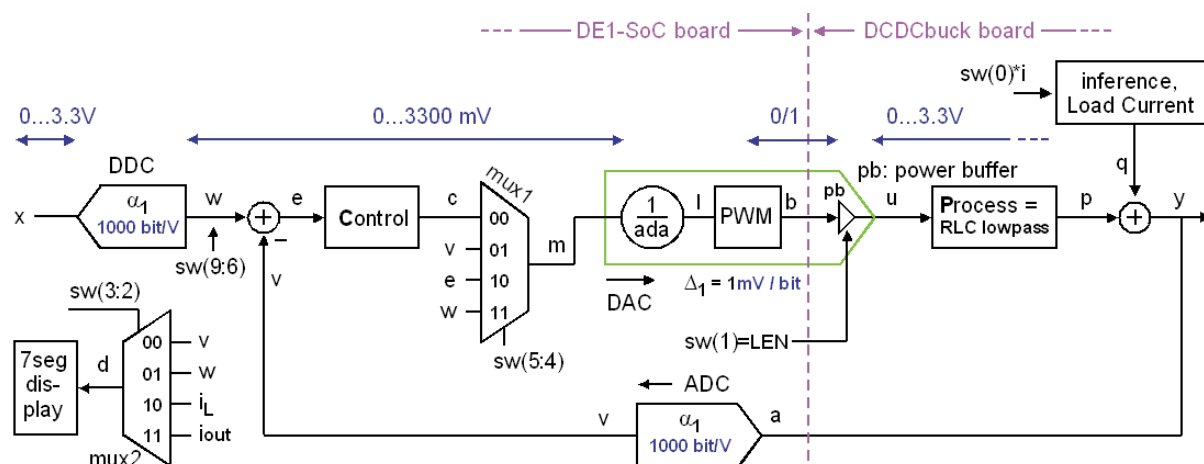 DE1-SoC board
DCDCbuck board
sw(0)*i
inference,
Load Current
0...3.3V
0...3300 mV
0/1
0...3.3V
DDC
mux1
pb: power buffer
q
x
α1
1000 bit/V
w
+
e
Control
c
00
01
10
11
v
e
w
m
1
ada
l
PWM
b
pb
u
Process =
RLC lowpass
p
+
y
−
v
sw(9:6)
DAC
Δ1 = 1mV / bit
sw(3:2)
sw(5:4)
sw(1)=LEN
7seg
dis-
play
d
00
01
10
11
v
w
iL
iout
mux2
ADC
v
α1
1000 bit/V
a